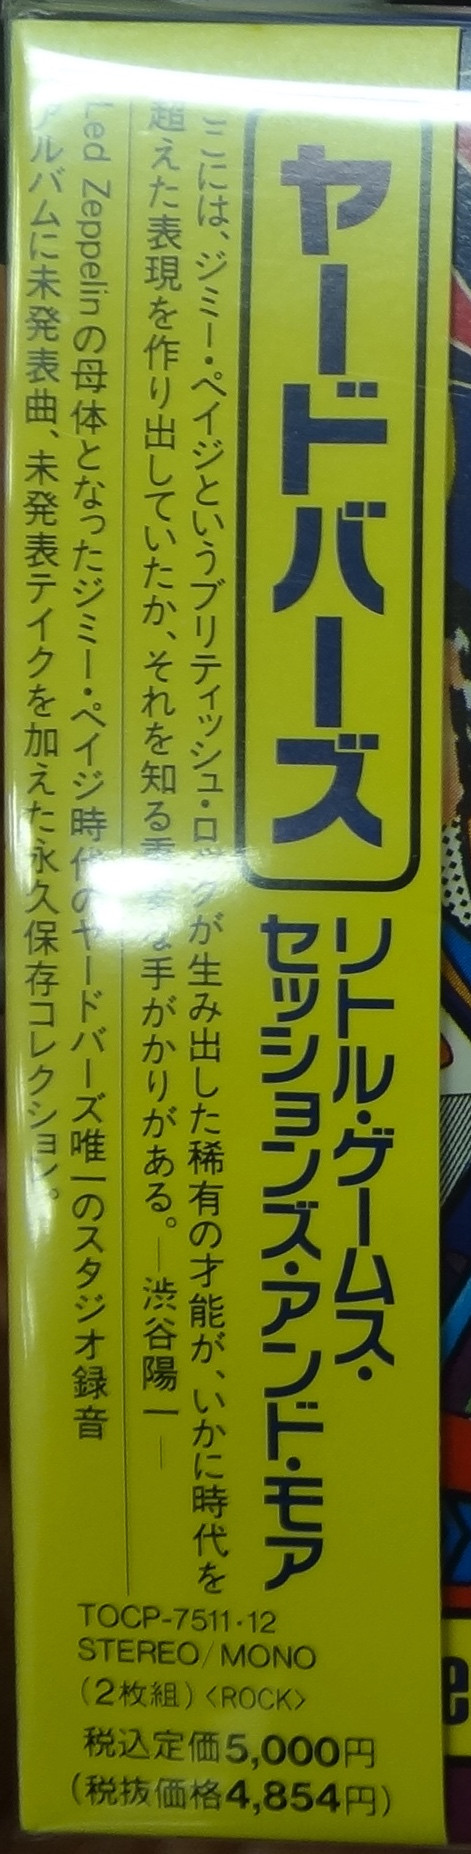 ヤードバーズ
リトル・ゲームス・
セッションズ・アンド・モア
ここには、ジミー・ペイジというブリティッシュ・ロックが生み出した稀有の才能が、いかに時代を
超えた表現を作り出していたか、それを知る重要な手がかりがある。—渋谷陽一—
Led Zeppelinの母体となったジミー・ペイジ時代のヤードバーズ唯一のスタジオ録音
アルバムに未発表曲、未発表テイクを加えた永久保存コレクション。
TOCP-7511・12
STEREO/MONO
(2枚組)<ROCK>
税込定価5,000円
(税抜価格4,854円)
e